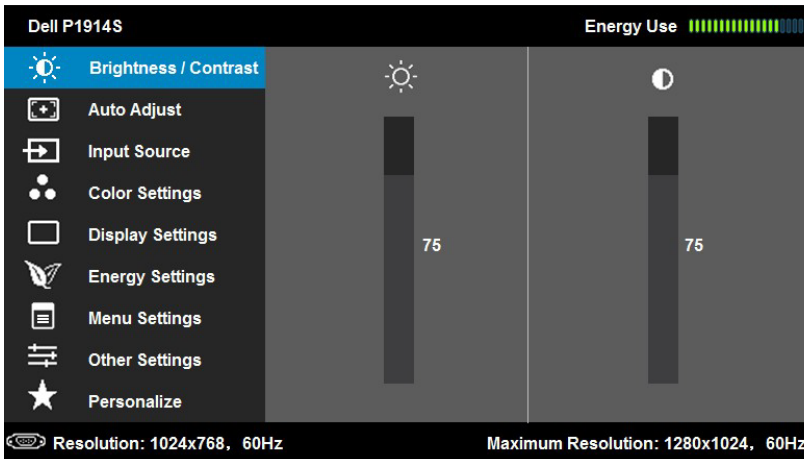 Dell P1914S
Energy Use
Brightness / Contrast
Auto Adjust
Input Source
Color Settings
Display Settings
Energy Settings
Menu Settings
Other Settings
Personalize
75
75
Resolution: 1024x768, 60Hz
Maximum Resolution: 1280x1024, 60Hz